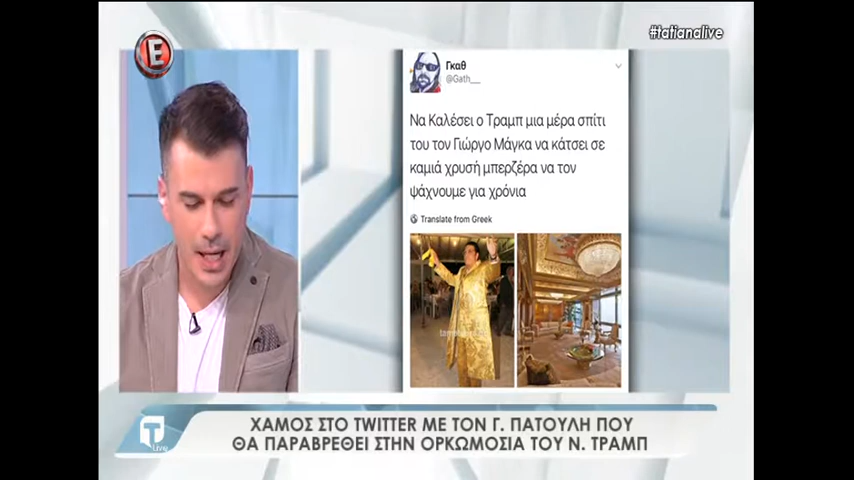 #tatianalive
E
Γκαθ
@Gath___
Να Καλέσει ο Τραμπ μια μέρα σπίτι
του τον Γιώργο Μάγκα να κάτσει σε
καμιά χρυσή μπερζέρα να τον
ψάχνουμε για χρόνια
Translate from Greek
T
Live
ΧΑΜΟΣ ΣΤΟ TWITTER ΜΕ ΤΟΝ Γ. ΠΑΤΟΥΛΗ ΠΟΥ
ΘΑ ΠΑΡΑΒΡΕΘΕΙ ΣΤΗΝ ΟΡΚΩΜΟΣΙΑ ΤΟΥ Ν. ΤΡΑΜΠ